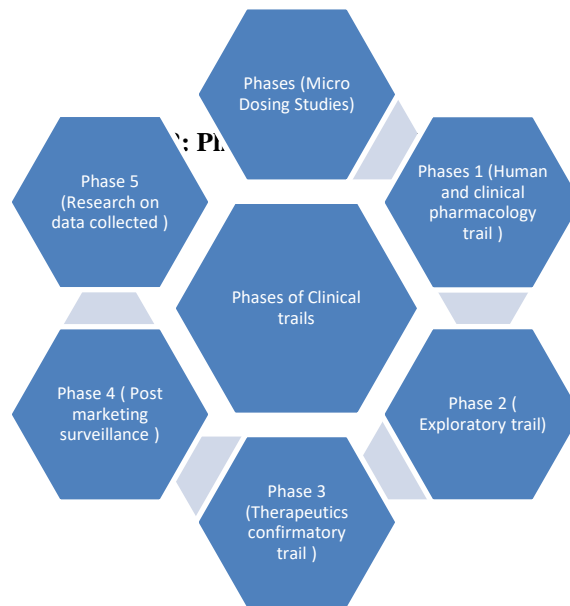 Phases (Micro
Dosing Studies)
: Ph
Phases 1 (Human
and clinical
pharmacology
trail )
Phase 5
(Research on
data collected )
Phases of Clinical
trails
Phase 4 ( Post
marketing
surveillance )
Phase 2 (
Exploratory trail)
Phase 3
(Therapeutics
confirmatory
trail )